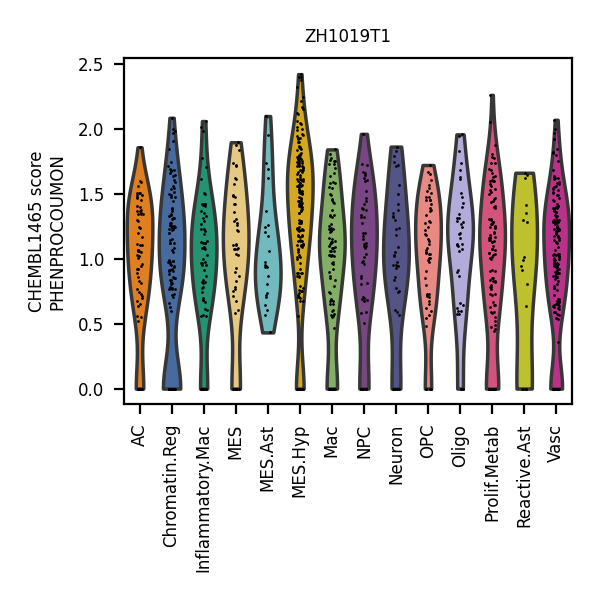 ZH1019T1
CHEMBL1465 score
PHENPROCOUMON
2.5
2.0
1.5
1.0
0.5
0.0
AC
Chromatin.Reg
Inflammatory.Mac
MES
MES.Ast
MES.Hyp
Mac
NPC
Neuron
OPC
Oligo
Prolif.Metab
Reactive.Ast
Vasc